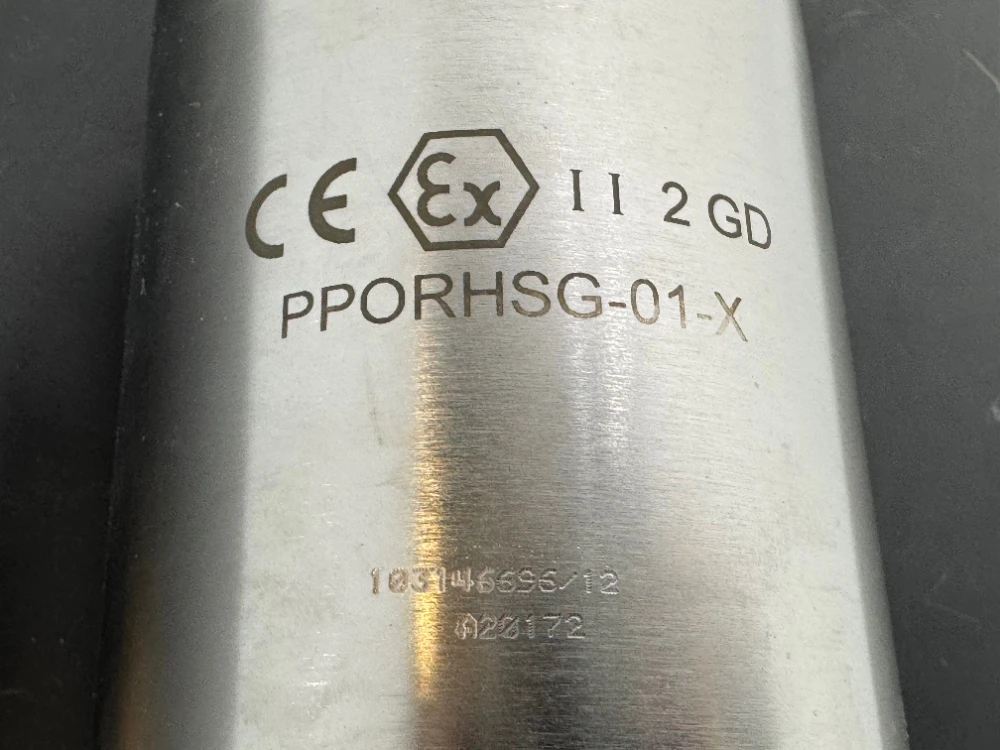 CE Ex II 2 GD
PPORHSG-01-X
103146696/12
A20172